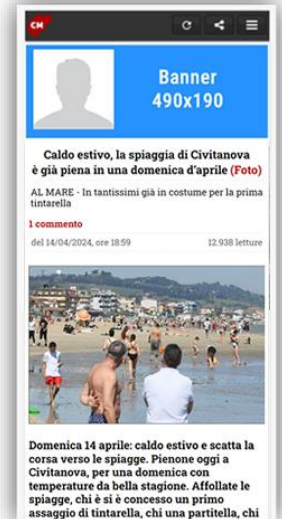 CM
Banner
490x190
Caldo estivo, la spiaggia di Civitanova
è già piena in una domenica d'aprile (Foto)
AL MARE - In tantissimi già in costume per la prima
tintarella
1 commento
del 14/04/2024, ore 18:59 12.938 letture
Domenica 14 aprile: caldo estivo e scatta la
corsa verso le spiagge. Pienone oggi a
Civitanova, per una domenica con
temperature da bella stagione. Affollate le
spiagge, chi si è concesso un primo
assaggio di tintarella, chi una partitella, chi